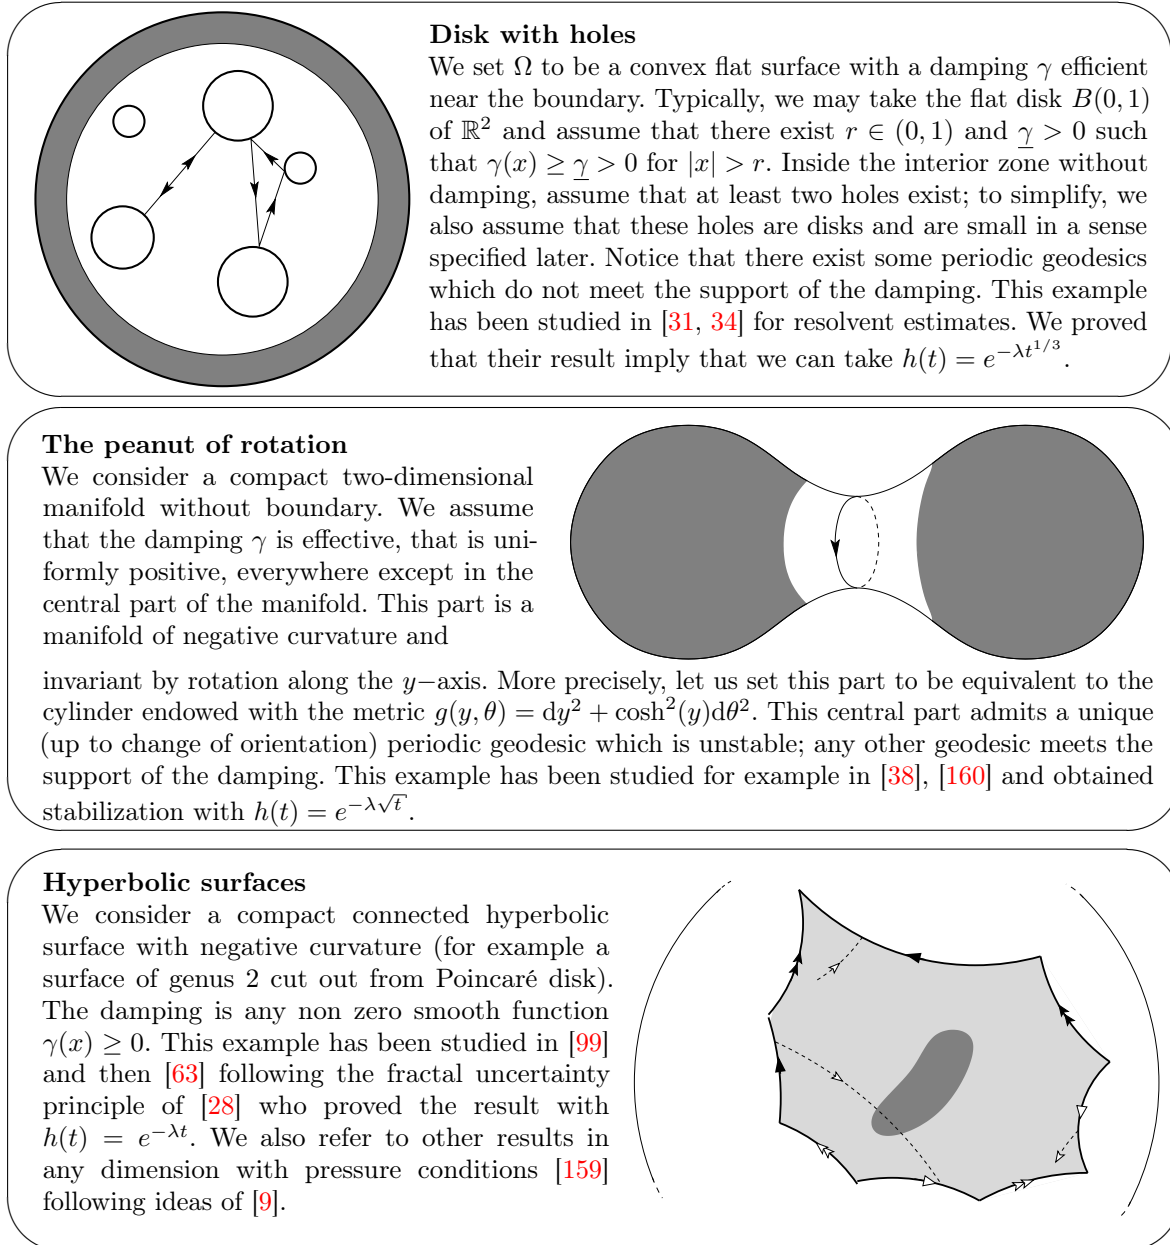 Disk with holes
We set Ω to be a convex flat surface with a damping γ efficient
near the boundary. Typically, we may take the flat disk B(0, 1)
of ℝ² and assume that there exist r ∈ (0, 1) and γ̲ > 0 such
that γ(x) ≥ γ̲ > 0 for |x| > r. Inside the interior zone without
damping, assume that at least two holes exist; to simplify, we
also assume that these holes are disks and are small in a sense
specified later. Notice that there exist some periodic geodesics
which do not meet the support of the damping. This example
has been studied in [31, 34] for resolvent estimates. We proved
that their result imply that we can take h(t) = e^{−λt^{1/3}}.
The peanut of rotation
We consider a compact two-dimensional
manifold without boundary. We assume
that the damping γ is effective, that is uni-
formly positive, everywhere except in the
central part of the manifold. This part is a
manifold of negative curvature and
invariant by rotation along the y−axis. More precisely, let us set this part to be equivalent to the
cylinder endowed with the metric g(y, θ) = dy² + cosh²(y)dθ². This central part admits a unique
(up to change of orientation) periodic geodesic which is unstable; any other geodesic meets the
support of the damping. This example has been studied for example in [38], [160] and obtained
stabilization with h(t) = e^{−λ√t}.
Hyperbolic surfaces
We consider a compact connected hyperbolic
surface with negative curvature (for example a
surface of genus 2 cut out from Poincaré disk).
The damping is any non zero smooth function
γ(x) ≥ 0. This example has been studied in [99]
and then [63] following the fractal uncertainty
principle of [28] who proved the result with
h(t) = e^{−λt}. We also refer to other results in
any dimension with pressure conditions [159]
following ideas of [9].